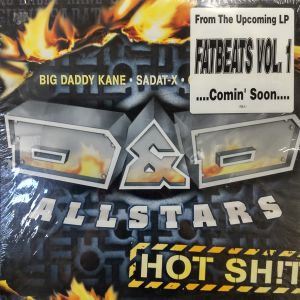 From The Upcoming LP
FATBEATS VOL. 1
....Comin' Soon....
BIG DADDY KANE • SADAT-X •
D&D
ALLSTARS
HOT SH!T